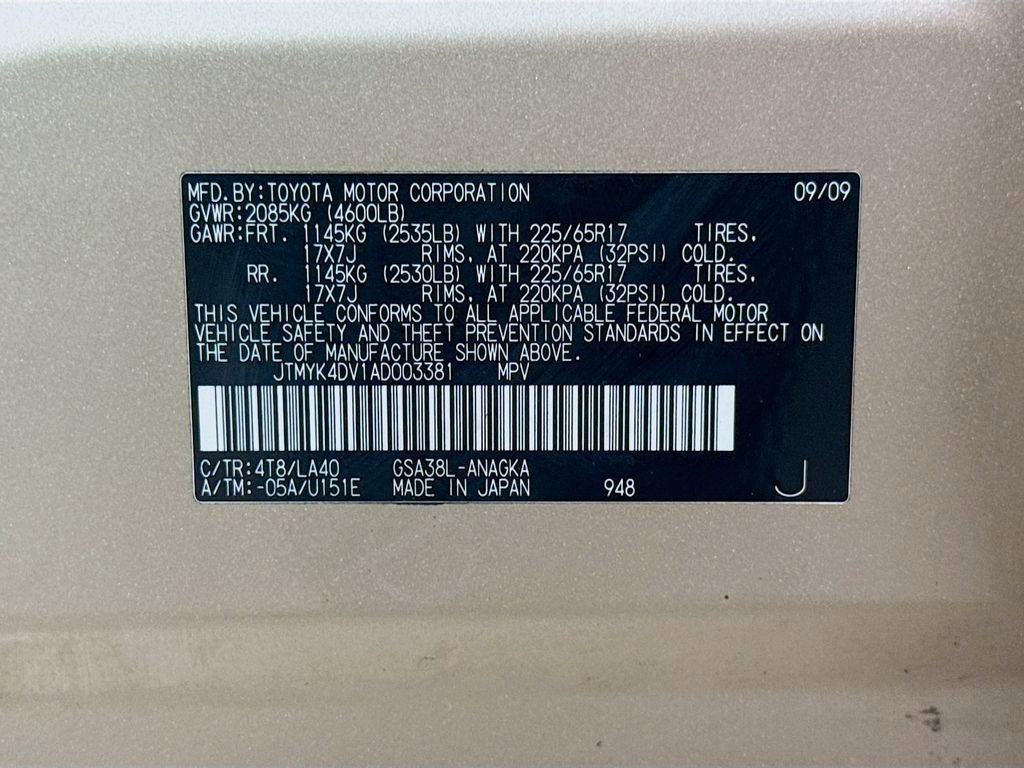 MFD.BY:TOYOTA MOTOR CORPORATION 09/09
GVWR:2085KG (4600LB)
GAWR:FRT. 1145KG (2535LB) WITH 225/65R17 TIRES,
17X7J RIMS, AT 220KPA (32PSI) COLD.
RR. 1145KG (2530LB) WITH 225/65R17 TIRES,
17X7J RIMS, AT 220KPA (32PSI) COLD.
THIS VEHICLE CONFORMS TO ALL APPLICABLE FEDERAL MOTOR
VEHICLE SAFETY AND THEFT PREVENTION STANDARDS IN EFFECT ON
THE DATE OF MANUFACTURE SHOWN ABOVE.
JTMYK4DV1AD003381 MPV
C/TR:4T8/LA40 GSA38L-ANAGKA
A/TM:-05A/U151E MADE IN JAPAN 948 J